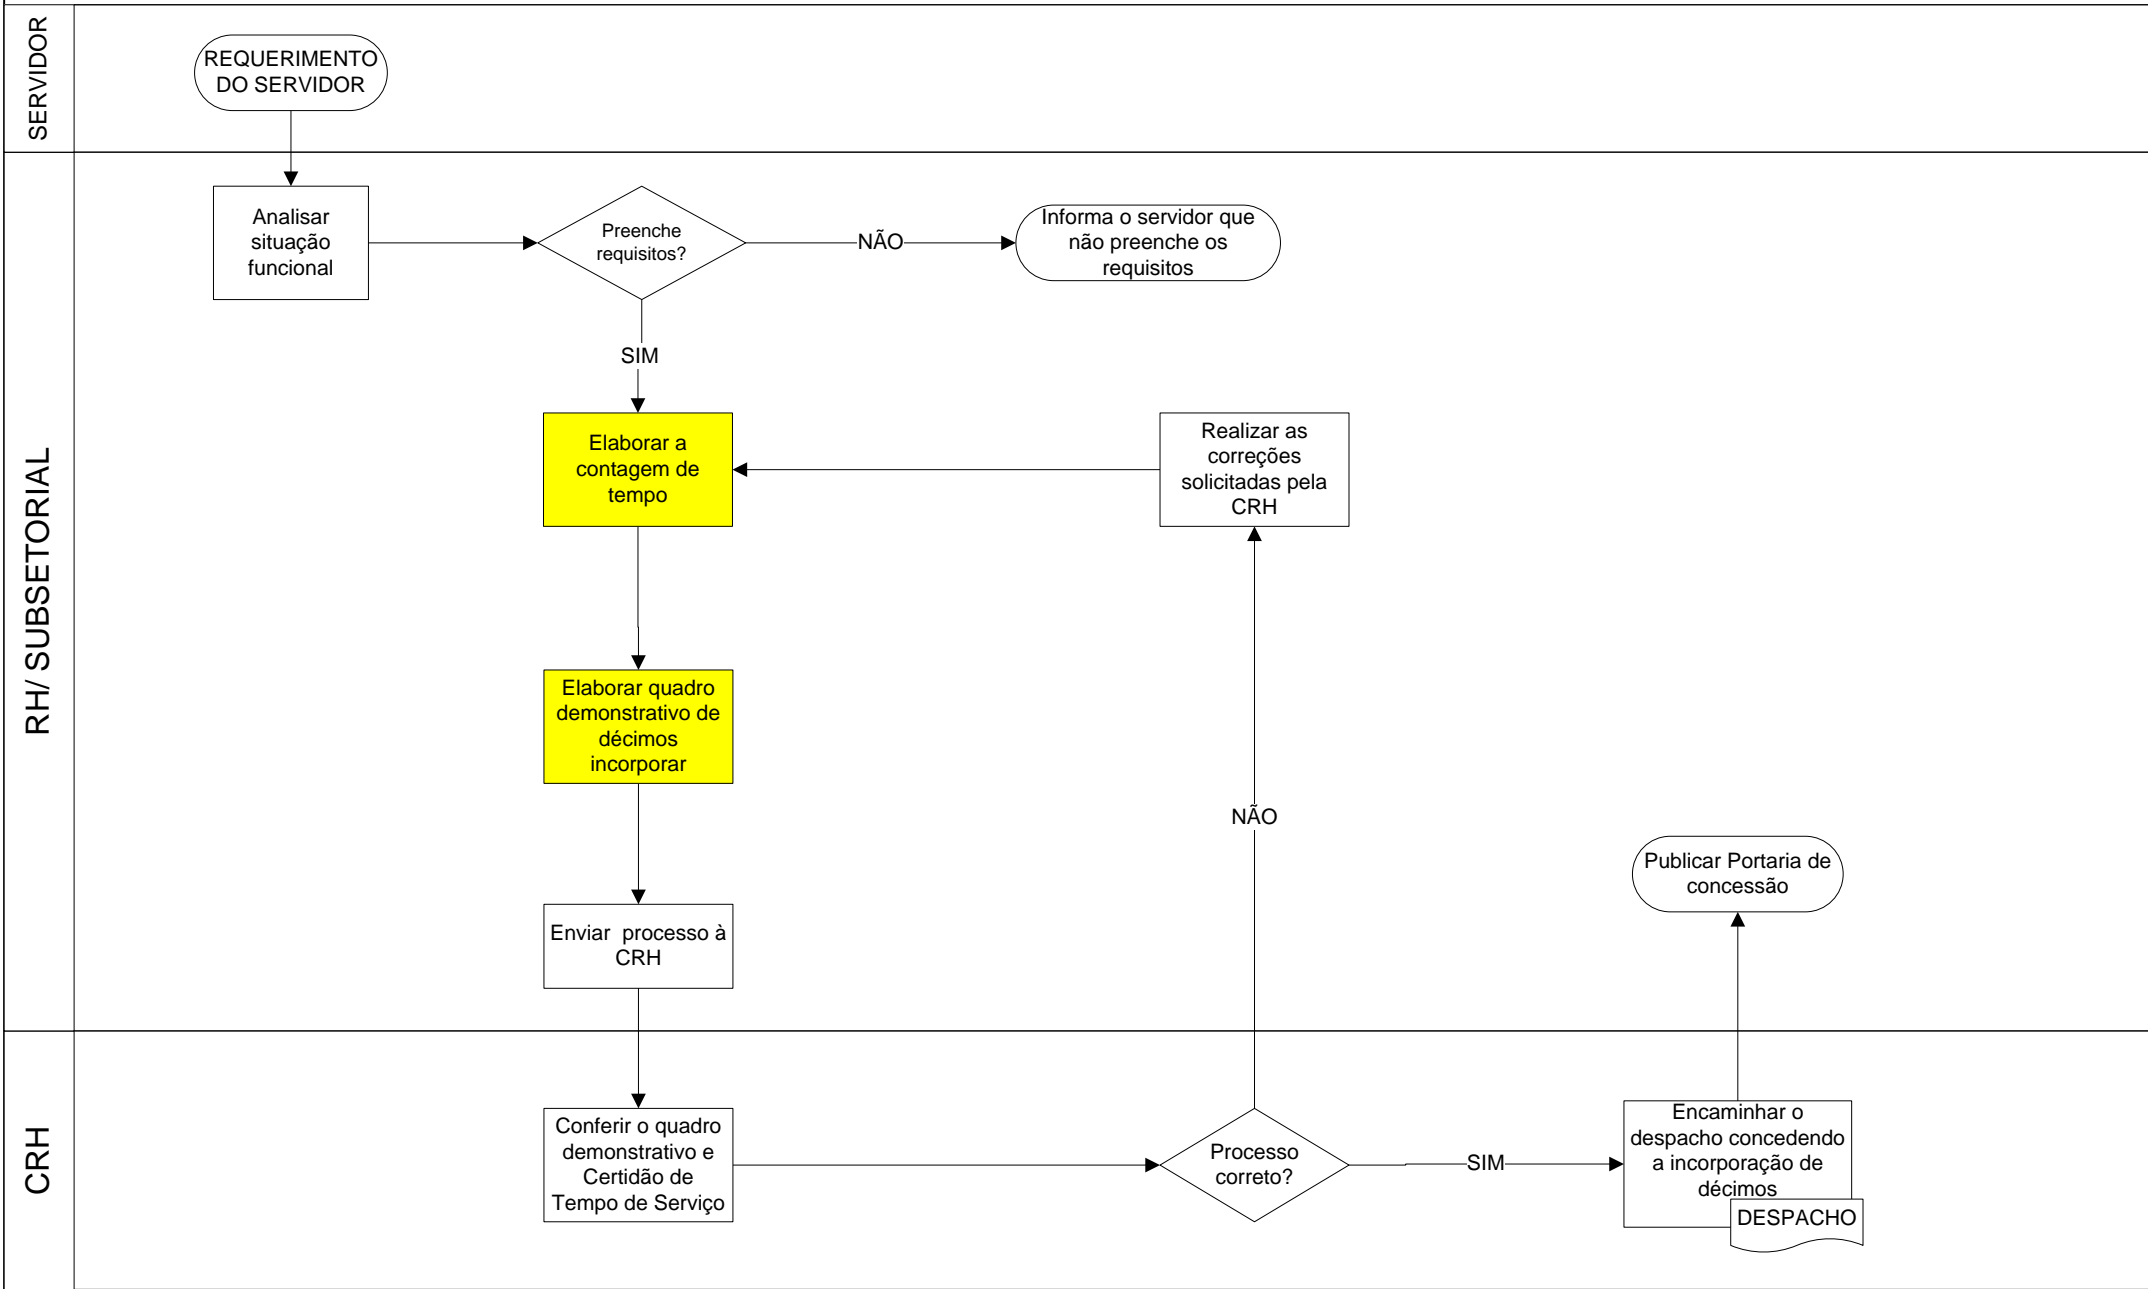 SERVIDOR
REQUERIMENTO
DO SERVIDOR
RH/ SUBSETORIAL
Analisar
situação
funcional
Preenche
requisitos?
NÃO
Informa o servidor que
não preenche os
requisitos
SIM
Elaborar a
contagem de
tempo
Realizar as
correções
solicitadas pela
CRH
Elaborar quadro
demonstrativo de
décimos
incorporar
NÃO
Publicar Portaria de
concessão
Enviar processo à
CRH
CRH
Conferir o quadro
demonstrativo e
Certidão de
Tempo de Serviço
Processo
correto?
SIM
Encaminhar o
despacho concedendo
a incorporação de
décimos
DESPACHO